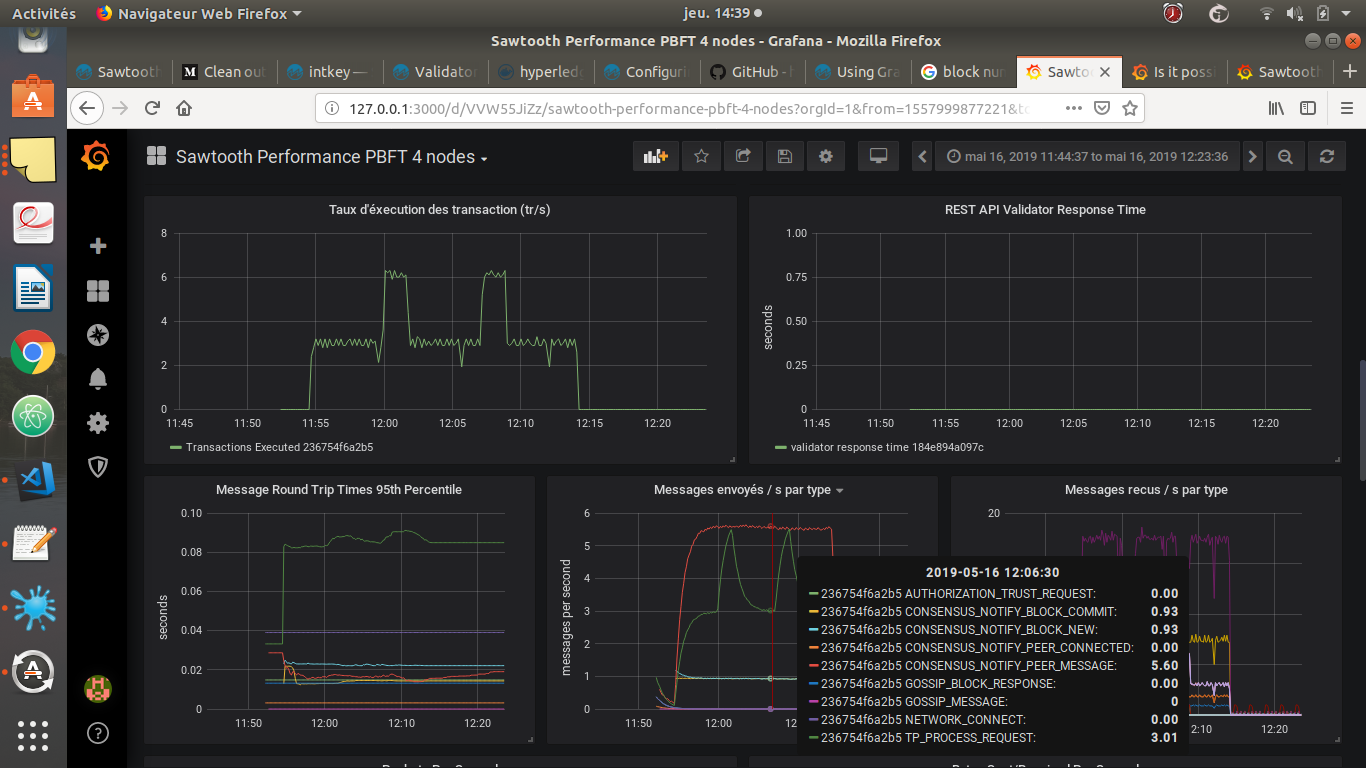 Activités
Navigateur Web Firefox
jeu. 14:39
Sawtooth Performance PBFT 4 nodes - Grafana - Mozilla Firefox
Sawtooth
Clean out
intkey —
Validato
hyperled
Configuri
GitHub - h
Using Gra
block nu
Sawto
Is it poss
Sawtooth
127.0.0.1:3000/d/VVW55JiZz/sawtooth-performance-pbft-4-nodes?orgId=1&from=1557999877221&to
Sawtooth Performance PBFT 4 nodes
mai 16, 2019 11:44:37 to mai 16, 2019 12:23:36
Taux d'éxecution des transaction (tr/s)
8
6
4
2
0
11:45 11:50 11:55 12:00 12:05 12:10 12:15 12:20
Transactions Executed 236754f6a2b5
REST API Validator Response Time
seconds
1.00
0.75
0.50
0.25
0
11:45 11:50 11:55 12:00 12:05 12:10 12:15 12:20
validator response time 184e894a097c
Message Round Trip Times 95th Percentile
seconds
0.10
0.08
0.06
0.04
0.02
0
11:50 12:00 12:10 12:20
Messages envoyés / s par type
messages per second
6
5
4
3
2
1
0
11:50 12:00
Messages recus / s par type
20
12:10 12:20
2019-05-16 12:06:30
236754f6a2b5 AUTHORIZATION_TRUST_REQUEST: 0.00
236754f6a2b5 CONSENSUS_NOTIFY_BLOCK_COMMIT: 0.93
236754f6a2b5 CONSENSUS_NOTIFY_BLOCK_NEW: 0.93
236754f6a2b5 CONSENSUS_NOTIFY_PEER_CONNECTED: 0.00
236754f6a2b5 CONSENSUS_NOTIFY_PEER_MESSAGE: 5.60
236754f6a2b5 GOSSIP_BLOCK_RESPONSE: 0.00
236754f6a2b5 GOSSIP_MESSAGE: 0
236754f6a2b5 NETWORK_CONNECT: 0.00
236754f6a2b5 TP_PROCESS_REQUEST: 3.01